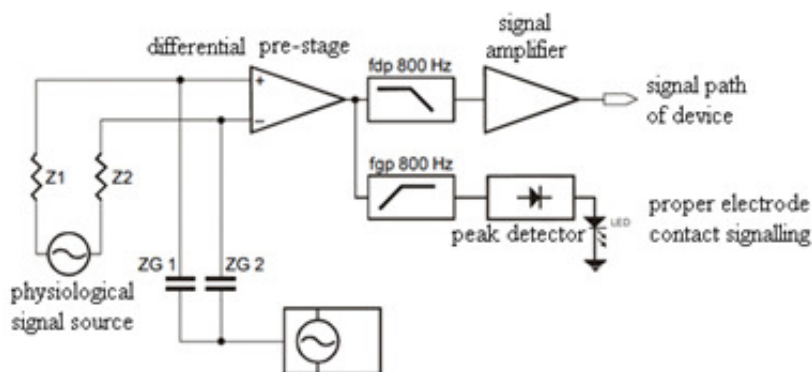 differential pre-stage
signal
amplifier
fdp 800 Hz
+
−
signal path
of device
Z1
Z2
fgp 800 Hz
peak detector
LED
proper electrode
contact signalling
ZG 1
ZG 2
physiological
signal source